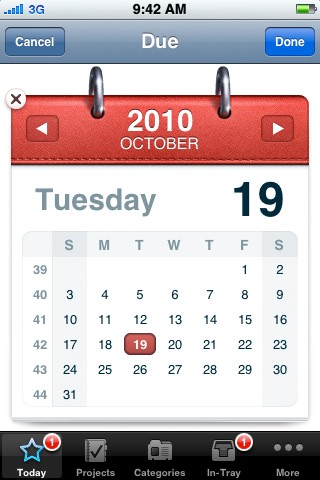 3G 9:42 AM
Cancel Due Done
2010
OCTOBER
Tuesday 19
S M T W T F S
39 1 2
40 3 4 5 6 7 8 9
41 10 11 12 13 14 15 16
42 17 18 19 20 21 22 23
43 24 25 26 27 28 29 30
44 31
1 1
Today Projects Categories In-Tray More